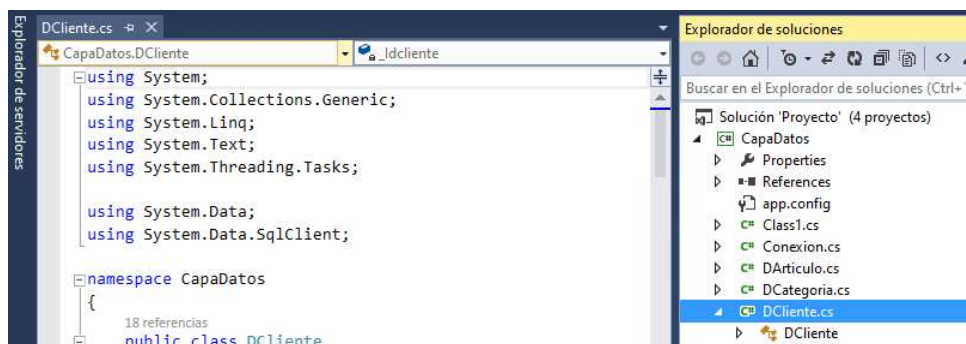 Explorador de servidores
DCliente.cs
CapaDatos.DCliente
_Idcliente
using System;
using System.Collections.Generic;
using System.Linq;
using System.Text;
using System.Threading.Tasks;
using System.Data;
using System.Data.SqlClient;
namespace CapaDatos
{
18 referencias
public class DCliente
Explorador de soluciones
Buscar en el Explorador de soluciones (Ctrl+
Solución 'Proyecto' (4 proyectos)
C# CapaDatos
Properties
References
app.config
C# Class1.cs
C# Conexion.cs
C# DArticulo.cs
C# DCategoria.cs
C# DCliente.cs
DCliente